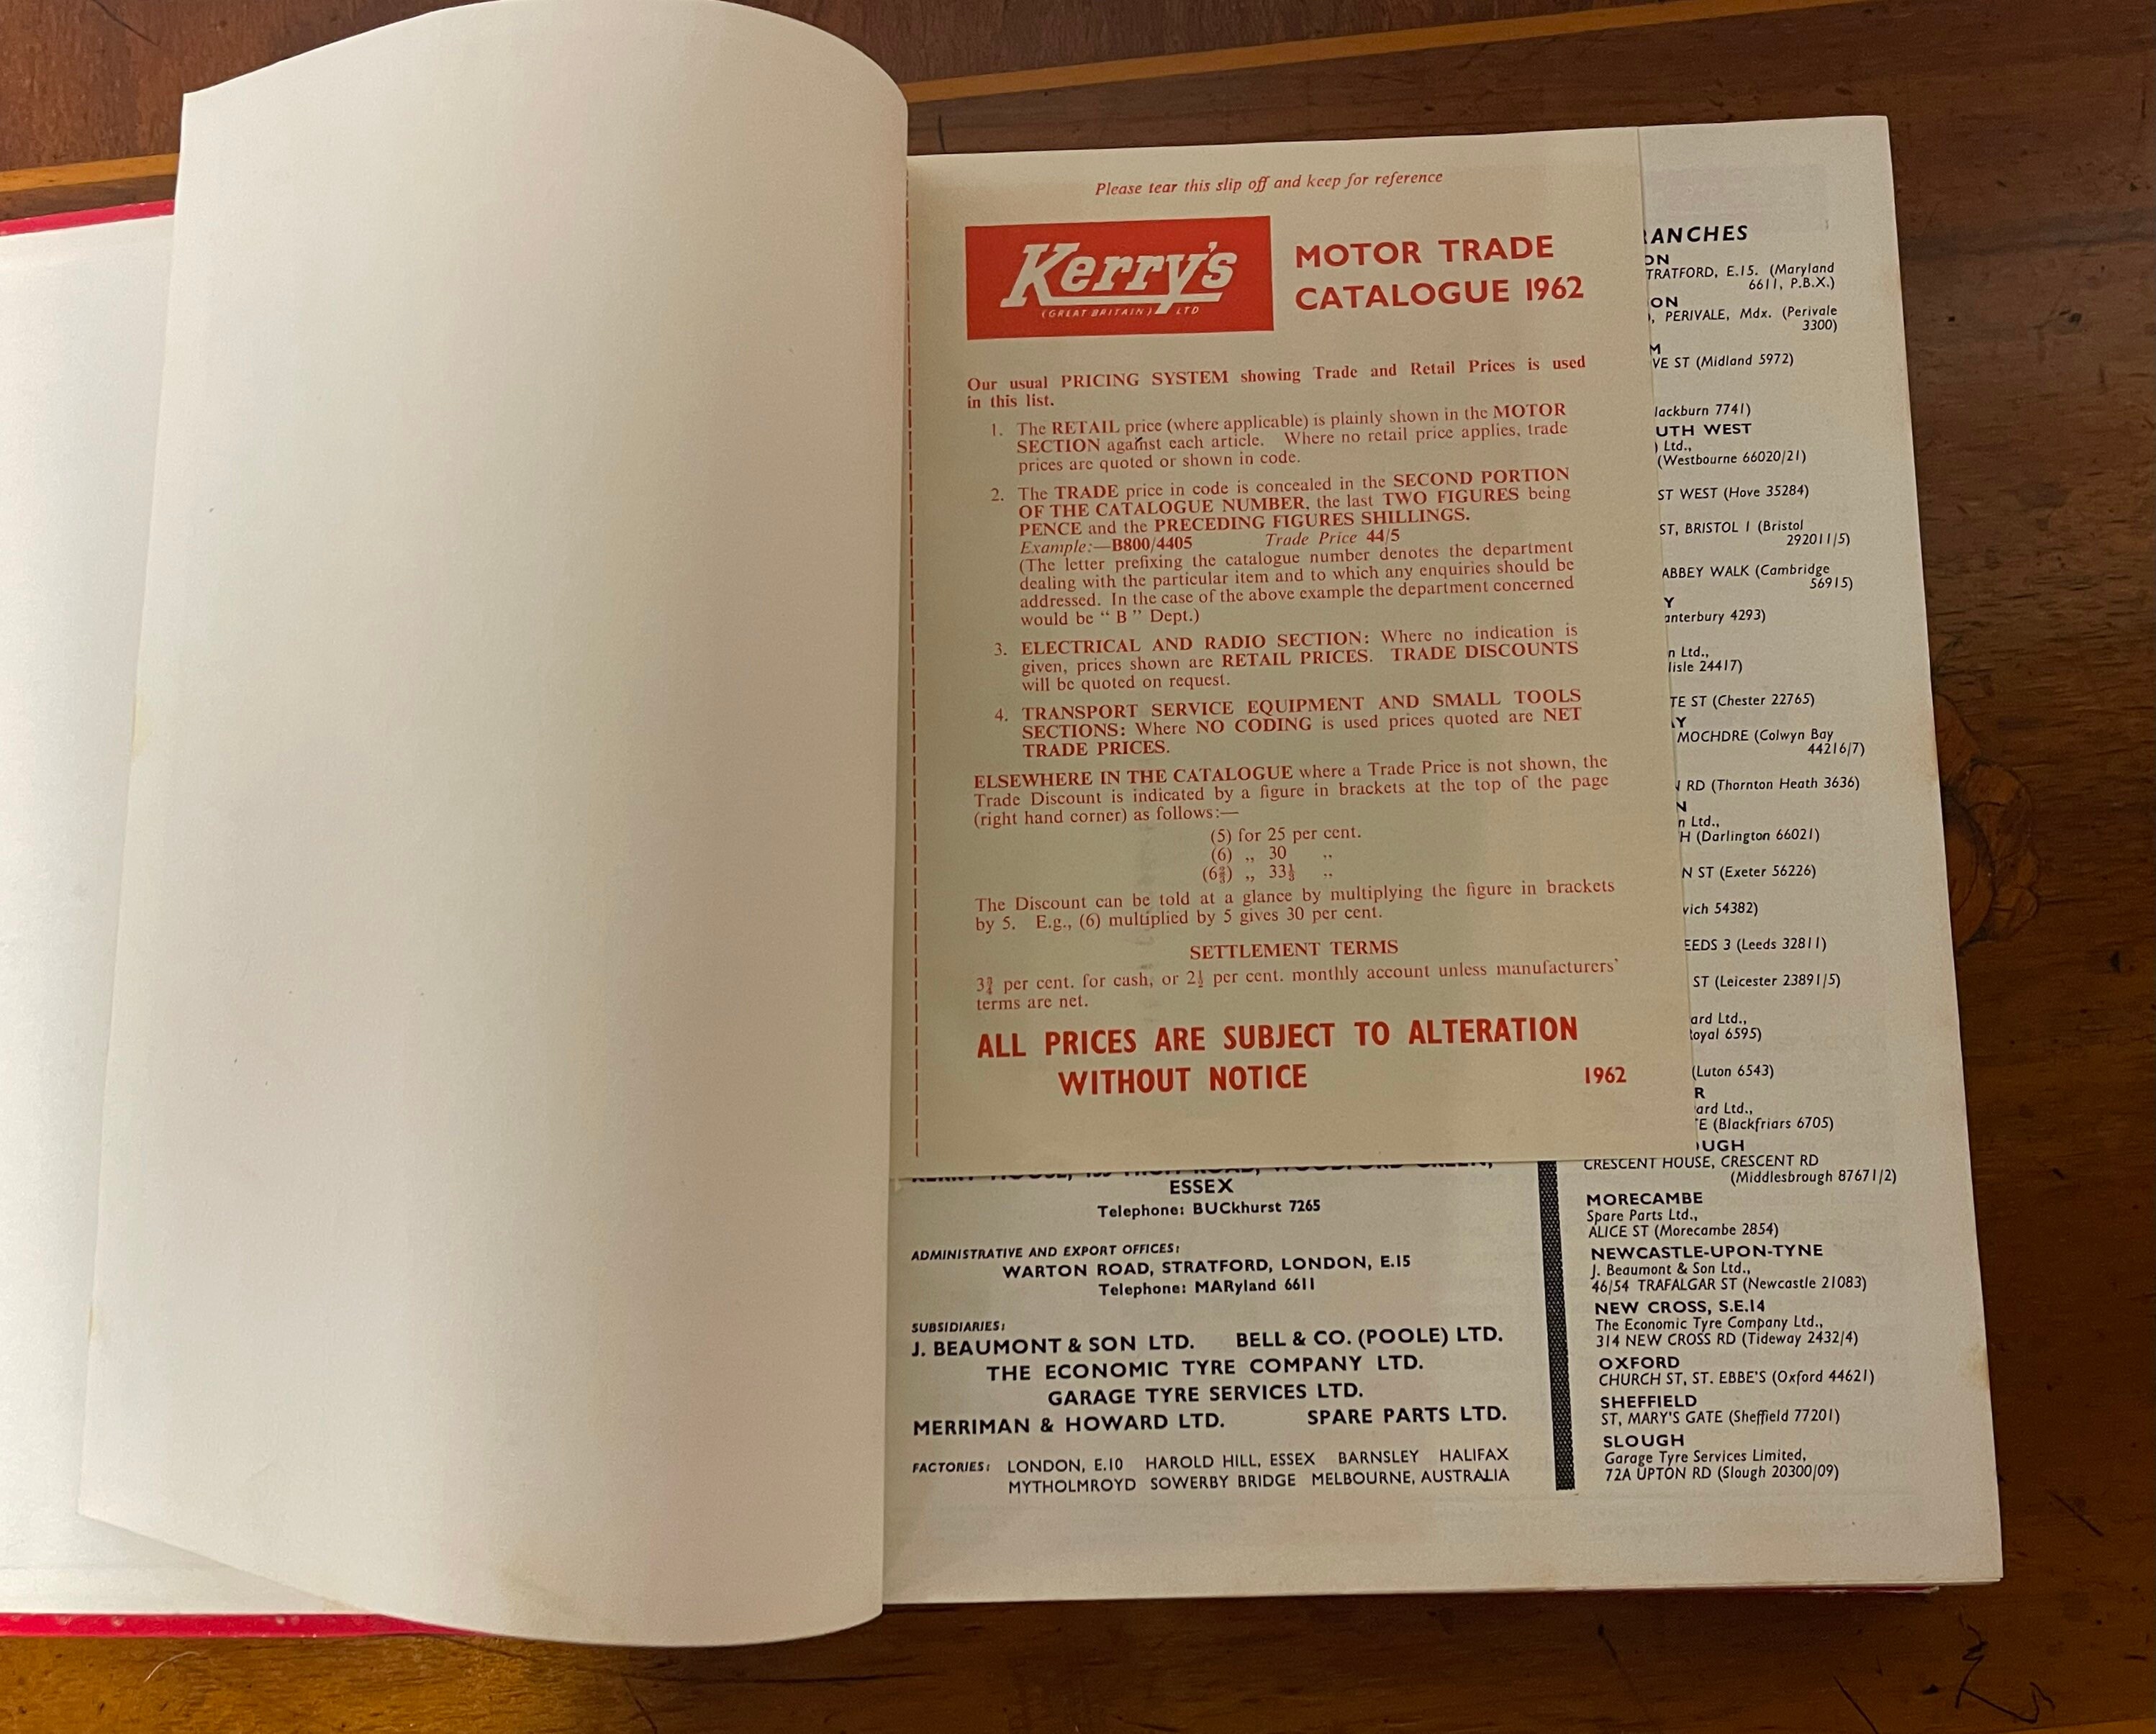 Please tear this slip off and keep for reference
Kerry's
(GREAT BRITAIN) LTD
MOTOR TRADE
CATALOGUE 1962
Our usual PRICING SYSTEM showing Trade and Retail Prices is used
in this list.
1. The RETAIL price (where applicable) is plainly shown in the MOTOR
SECTION against each article. Where no retail price applies, trade
prices are quoted or shown in code.
2. The TRADE price in code is concealed in the SECOND PORTION
OF THE CATALOGUE NUMBER, the last TWO FIGURES being
PENCE and the PRECEDING FIGURES SHILLINGS.
Example:—B800/4405 Trade Price 44/5
(The letter prefixing the catalogue number denotes the department
dealing with the particular item and to which any enquiries should be
addressed. In the case of the above example the department concerned
would be “ B ” Dept.)
3. ELECTRICAL AND RADIO SECTION: Where no indication is
given, prices shown are RETAIL PRICES. TRADE DISCOUNTS
will be quoted on request.
4. TRANSPORT SERVICE EQUIPMENT AND SMALL TOOLS
SECTIONS: Where NO CODING is used prices quoted are NET
TRADE PRICES.
ELSEWHERE IN THE CATALOGUE where a Trade Price is not shown, the
Trade Discount is indicated by a figure in brackets at the top of the page
(right hand corner) as follows:—
(5) for 25 per cent.
(6) ,, 30 ,,
(6⅔) ,, 33⅓ ,,
The Discount can be told at a glance by multiplying the figure in brackets
by 5. E.g., (6) multiplied by 5 gives 30 per cent.
SETTLEMENT TERMS
3¾ per cent. for cash, or 2½ per cent. monthly account unless manufacturers'
terms are net.
ALL PRICES ARE SUBJECT TO ALTERATION
WITHOUT NOTICE
1962
ESSEX
Telephone: BUCkhurst 7265
ADMINISTRATIVE AND EXPORT OFFICES:
WARTON ROAD, STRATFORD, LONDON, E.15
Telephone: MARyland 6611
SUBSIDIARIES:
J. BEAUMONT & SON LTD. BELL & CO. (POOLE) LTD.
THE ECONOMIC TYRE COMPANY LTD.
GARAGE TYRE SERVICES LTD.
MERRIMAN & HOWARD LTD. SPARE PARTS LTD.
FACTORIES: LONDON, E.10 HAROLD HILL, ESSEX BARNSLEY HALIFAX
MYTHOLMROYD SOWERBY BRIDGE MELBOURNE, AUSTRALIA
ANCHES
ON
TRATFORD, E.15. (Maryland
6611, P.B.X.)
ON
, PERIVALE, Mdx. (Perivale
3300)
M
VE ST (Midland 5972)
lackburn 7741)
UTH WEST
) Ltd.,
(Westbourne 66020/21)
ST WEST (Hove 35284)
ST, BRISTOL 1 (Bristol
292011/5)
ABBEY WALK (Cambridge
56915)
Y
anterbury 4293)
n Ltd.,
lisle 24417)
TE ST (Chester 22765)
AY
MOCHDRE (Colwyn Bay
44216/7)
RD (Thornton Heath 3636)
N
n Ltd.,
H (Darlington 66021)
N ST (Exeter 56226)
wich 54382)
EEDS 3 (Leeds 32811)
ST (Leicester 23891/5)
ard Ltd.,
Royal 6595)
(Luton 6543)
R
ard Ltd.,
TE (Blackfriars 6705)
UGH
CRESCENT HOUSE, CRESCENT RD
(Middlesbrough 87671/2)
MORECAMBE
Spare Parts Ltd.,
ALICE ST (Morecambe 2854)
NEWCASTLE-UPON-TYNE
J. Beaumont & Son Ltd.,
46/54 TRAFALGAR ST (Newcastle 21083)
NEW CROSS, S.E.14
The Economic Tyre Company Ltd.,
314 NEW CROSS RD (Tideway 2432/4)
OXFORD
CHURCH ST, ST. EBBE'S (Oxford 44621)
SHEFFIELD
ST, MARY'S GATE (Sheffield 77201)
SLOUGH
Garage Tyre Services Limited,
72A UPTON RD (Slough 20300/09)